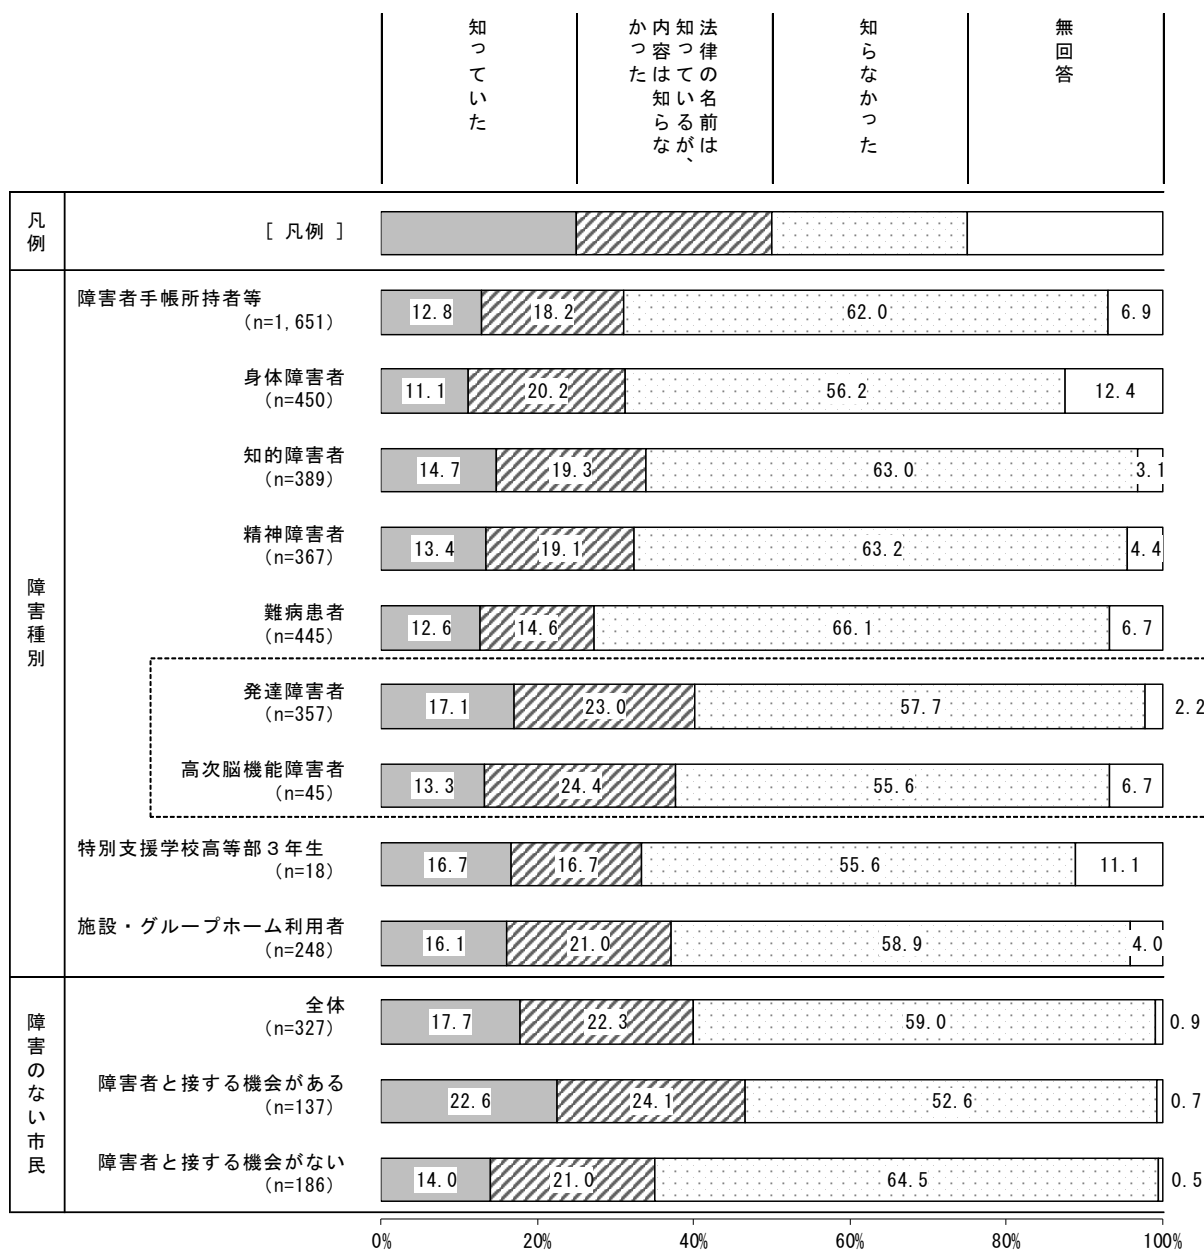 知っていた
法律の名前は
知っているが、
内容は知らな
かった
知らなかった
無回答
凡例
[ 凡例 ]
障害種別
障害者手帳所持者等
(n=1,651)
12.8 18.2 62.0 6.9
身体障害者
(n=450)
11.1 20.2 56.2 12.4
知的障害者
(n=389)
14.7 19.3 63.0 3.1
精神障害者
(n=367)
13.4 19.1 63.2 4.4
難病患者
(n=445)
12.6 14.6 66.1 6.7
発達障害者
(n=357)
17.1 23.0 57.7 2.2
高次脳機能障害者
(n=45)
13.3 24.4 55.6 6.7
特別支援学校高等部３年生
(n=18)
16.7 16.7 55.6 11.1
施設・グループホーム利用者
(n=248)
16.1 21.0 58.9 4.0
障害のない市民
全体
(n=327)
17.7 22.3 59.0 0.9
障害者と接する機会がある
(n=137)
22.6 24.1 52.6 0.7
障害者と接する機会がない
(n=186)
14.0 21.0 64.5 0.5
0% 20% 40% 60% 80% 100%